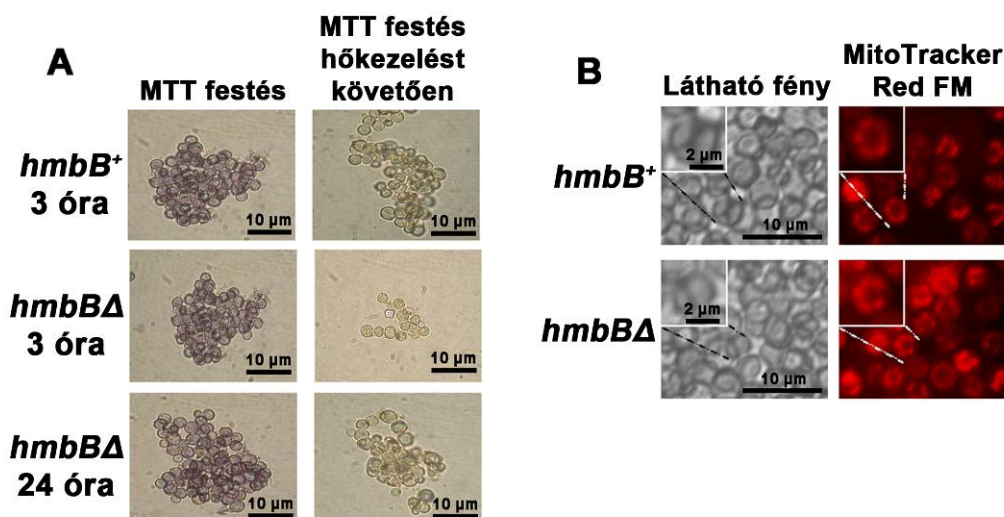 A
MTT festés
MTT festés
hőkezelést
követően
hmbB⁺
3 óra
10 µm
10 µm
hmbBΔ
3 óra
10 µm
10 µm
hmbBΔ
24 óra
10 µm
10 µm
B
Látható fény
MitoTracker
Red FM
hmbB⁺
2 µm
10 µm
hmbBΔ
2 µm
10 µm